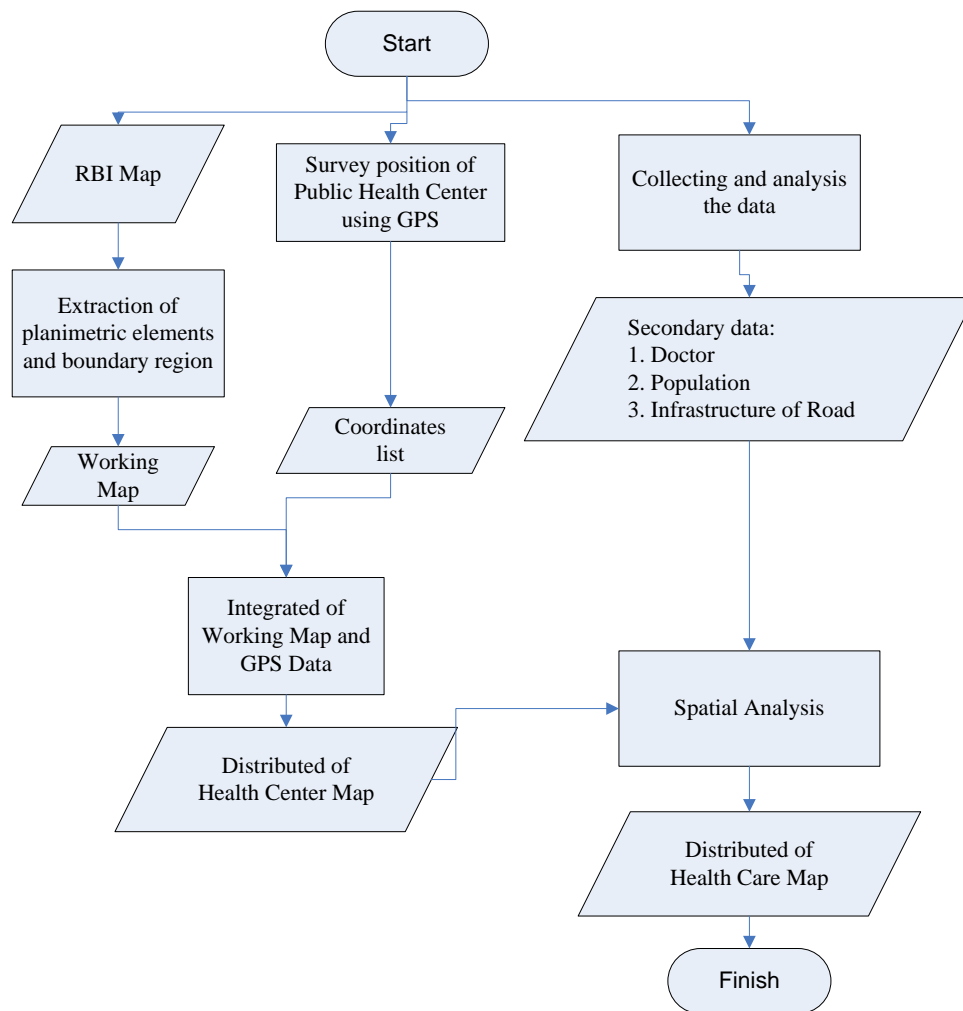 Start
RBI Map
Survey position of
Public Health Center
using GPS
Collecting and analysis
the data
Extraction of
planimetric elements
and boundary region
Secondary data:
1. Doctor
2. Population
3. Infrastructure of Road
Coordinates
list
Working
Map
Integrated of
Working Map and
GPS Data
Spatial Analysis
Distributed of
Health Center Map
Distributed of
Health Care Map
Finish